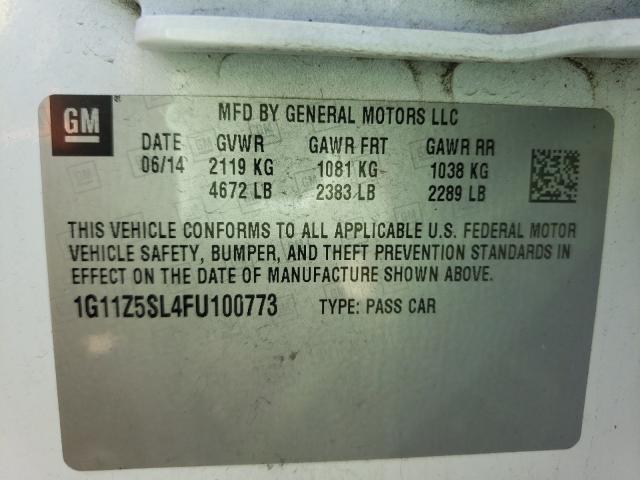 GM
MFD BY GENERAL MOTORS LLC
DATE GVWR GAWR FRT GAWR RR
06/14 2119 KG 1081 KG 1038 KG
4672 LB 2383 LB 2289 LB
THIS VEHICLE CONFORMS TO ALL APPLICABLE U.S. FEDERAL MOTOR
VEHICLE SAFETY, BUMPER, AND THEFT PREVENTION STANDARDS IN
EFFECT ON THE DATE OF MANUFACTURE SHOWN ABOVE.
1G11Z5SL4FU100773 TYPE: PASS CAR